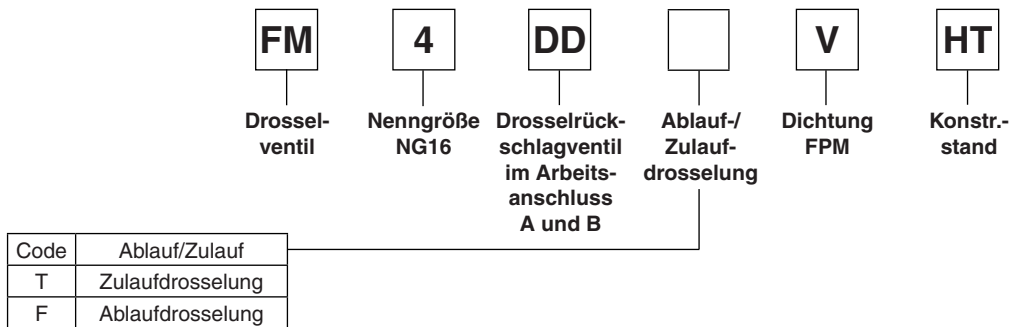 FM 4 DD V HT
Drossel-
ventil
Nenngröße
NG16
Drosselrück-
schlagventil
im Arbeits-
anschluss
A und B
Ablauf-/
Zulauf-
drosselung
Dichtung
FPM
Konstr.-
stand
Code Ablauf/Zulauf
T Zulaufdrosselung
F Ablaufdrosselung